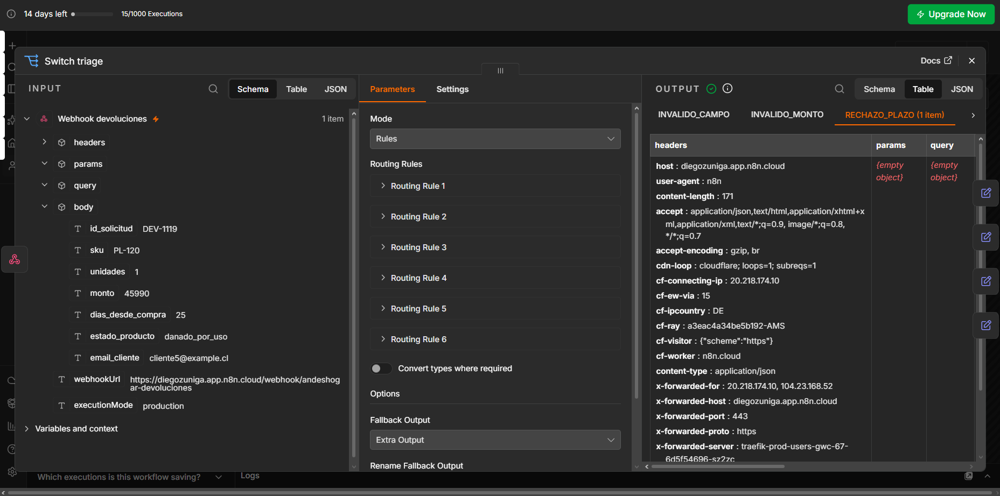 14 days left
15/1000 Executions
Upgrade Now
Switch triage
Docs
INPUT
Schema
Table
JSON
Webhook devoluciones
1 item
headers
params
query
body
id_solicitud DEV-1119
sku PL-120
unidades 1
monto 45990
dias_desde_compra 25
estado_producto danado_por_uso
email_cliente cliente5@example.cl
webhookUrl https://diegozuniga.app.n8n.cloud/webhook/andeshog
ar-devoluciones
executionMode production
Variables and context
Parameters
Settings
Mode
Rules
Routing Rules
Routing Rule 1
Routing Rule 2
Routing Rule 3
Routing Rule 4
Routing Rule 5
Routing Rule 6
Convert types where required
Options
Fallback Output
Extra Output
Rename Fallback Output
OUTPUT
Schema
Table
JSON
INVALIDO_CAMPO
INVALIDO_MONTO
RECHAZO_PLAZO (1 item)
headers
params
query
host : diegozuniga.app.n8n.cloud
user-agent : n8n
content-length : 171
accept : application/json,text/html,application/xhtml+x
ml,application/xml,text/*;q=0.9, image/*;q=0.8,
*/*;q=0.7
accept-encoding : gzip, br
cdn-loop : cloudflare; loops=1; subreqs=1
cf-connecting-ip : 20.218.174.10
cf-ew-via : 15
cf-ipcountry : DE
cf-ray : a3eac4a34be5b192-AMS
cf-visitor : {"scheme":"https"}
cf-worker : n8n.cloud
content-type : application/json
x-forwarded-for : 20.218.174.10, 104.23.168.52
x-forwarded-host : diegozuniga.app.n8n.cloud
x-forwarded-port : 443
x-forwarded-proto : https
x-forwarded-server : traefik-prod-users-gwc-67-
6d5f54696-sz2zc
{empty
object}
{empty
object}
Which executions is this workflow saving?
Logs